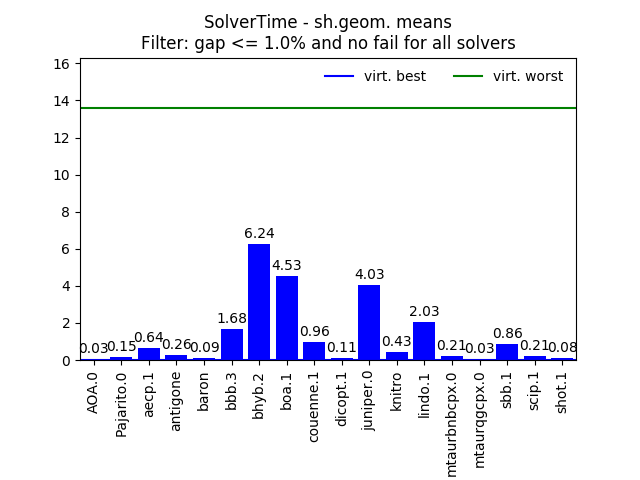 SolverTime - sh.geom. means
Filter: gap <= 1.0% and no fail for all solvers
virt. best
virt. worst
16
14
12
10
8
6
4
2
0
0.03
0.15
0.64
0.26
0.09
1.68
6.24
4.53
0.96
0.11
4.03
0.43
2.03
0.21
0.03
0.86
0.21
0.08
AOA.0
Pajarito.0
aecp.1
antigone
baron
bbb.3
bhyb.2
boa.1
couenne.1
dicopt.1
juniper.0
knitro
lindo.1
mtaurbnbcpx.0
mtaurqgcpx.0
sbb.1
scip.1
shot.1